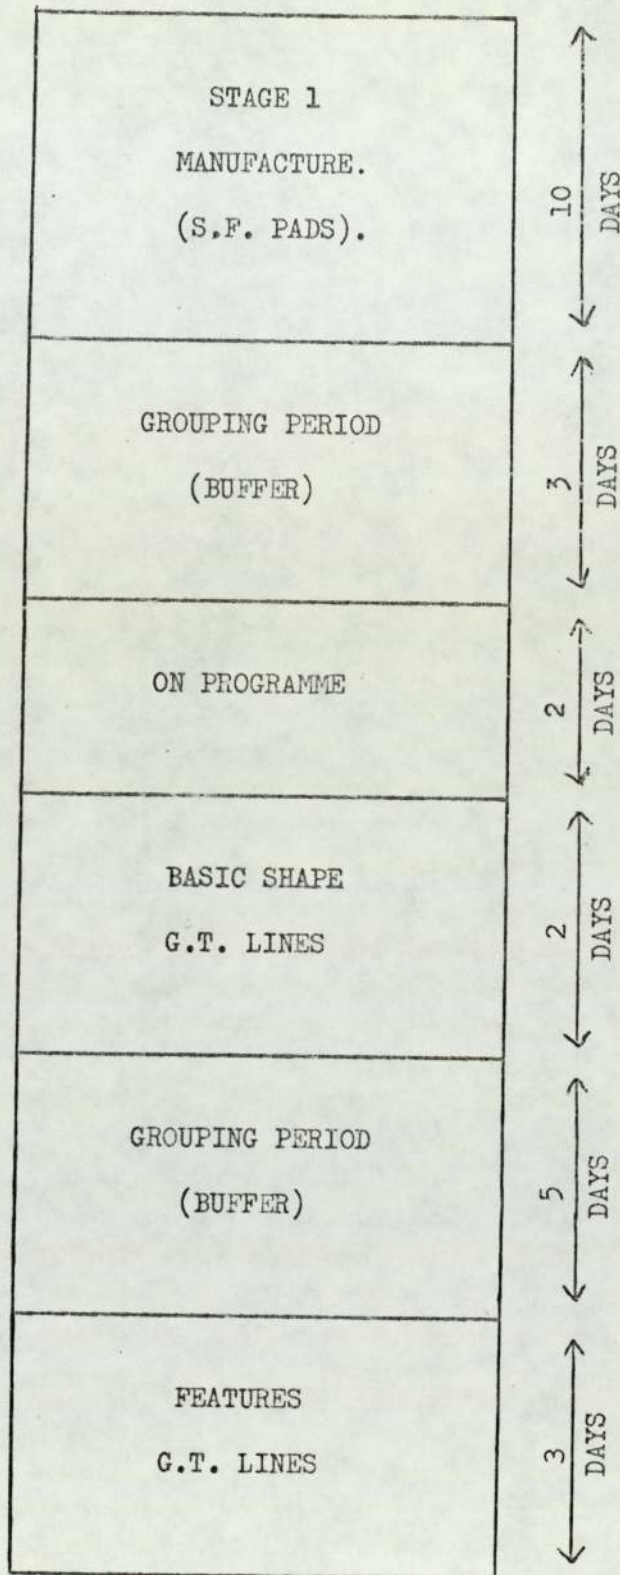 STAGE 1
MANUFACTURE.
(S.F. PADS).
10
DAYS
GROUPING PERIOD
(BUFFER)
3
DAYS
ON PROGRAMME
2
DAYS
BASIC SHAPE
G.T. LINES
2
DAYS
GROUPING PERIOD
(BUFFER)
5
DAYS
FEATURES
G.T. LINES
3
DAYS